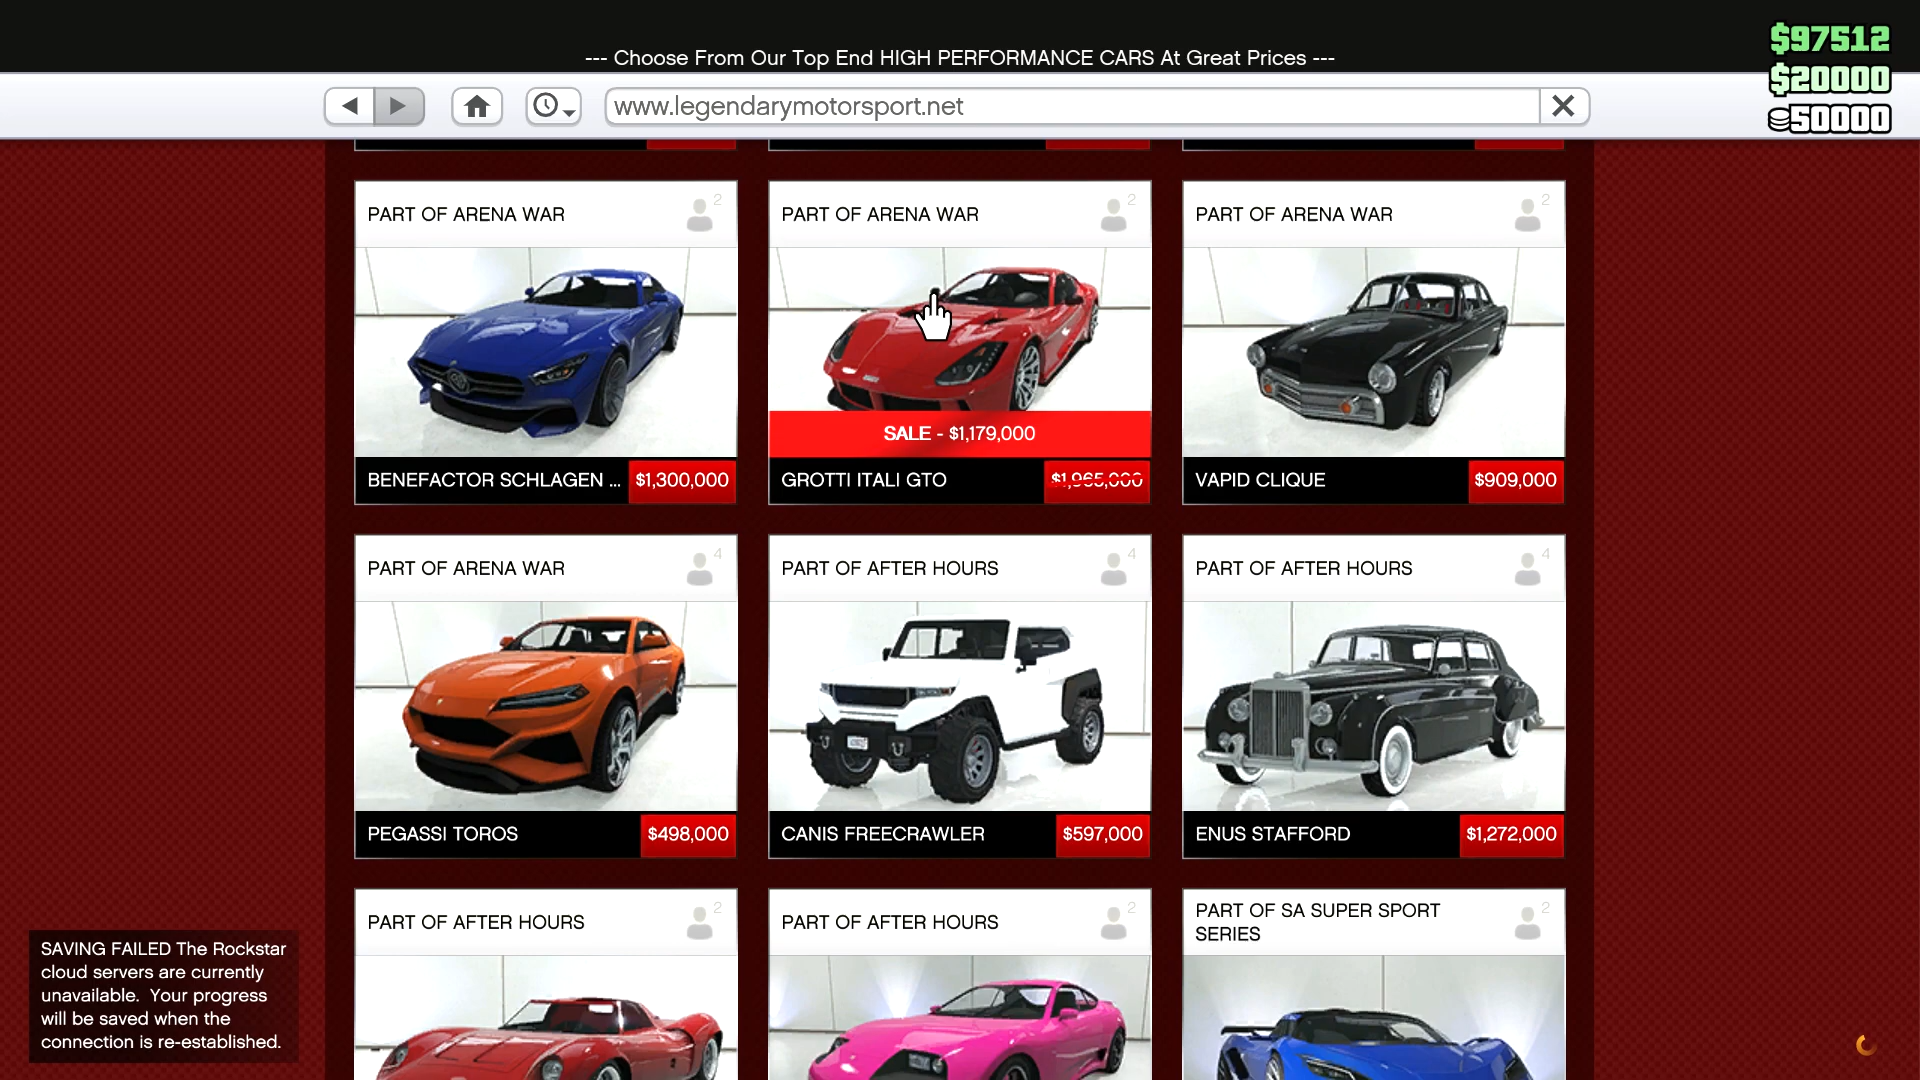 --- Choose From Our Top End HIGH PERFORMANCE CARS At Great Prices ---
$97512
$20000
50000
www.legendarymotorsport.net
PART OF ARENA WAR
2
PART OF ARENA WAR
2
PART OF ARENA WAR
2
SALE - $1,179,000
BENEFACTOR SCHLAGEN ...
$1,300,000
GROTTI ITALI GTO
$1,965,000
VAPID CLIQUE
$909,000
PART OF ARENA WAR
4
PART OF AFTER HOURS
4
PART OF AFTER HOURS
4
PEGASSI TOROS
$498,000
CANIS FREECRAWLER
$597,000
ENUS STAFFORD
$1,272,000
PART OF AFTER HOURS
2
PART OF AFTER HOURS
2
PART OF SA SUPER SPORT
SERIES
2
SAVING FAILED The Rockstar
cloud servers are currently
unavailable. Your progress
will be saved when the
connection is re-established.